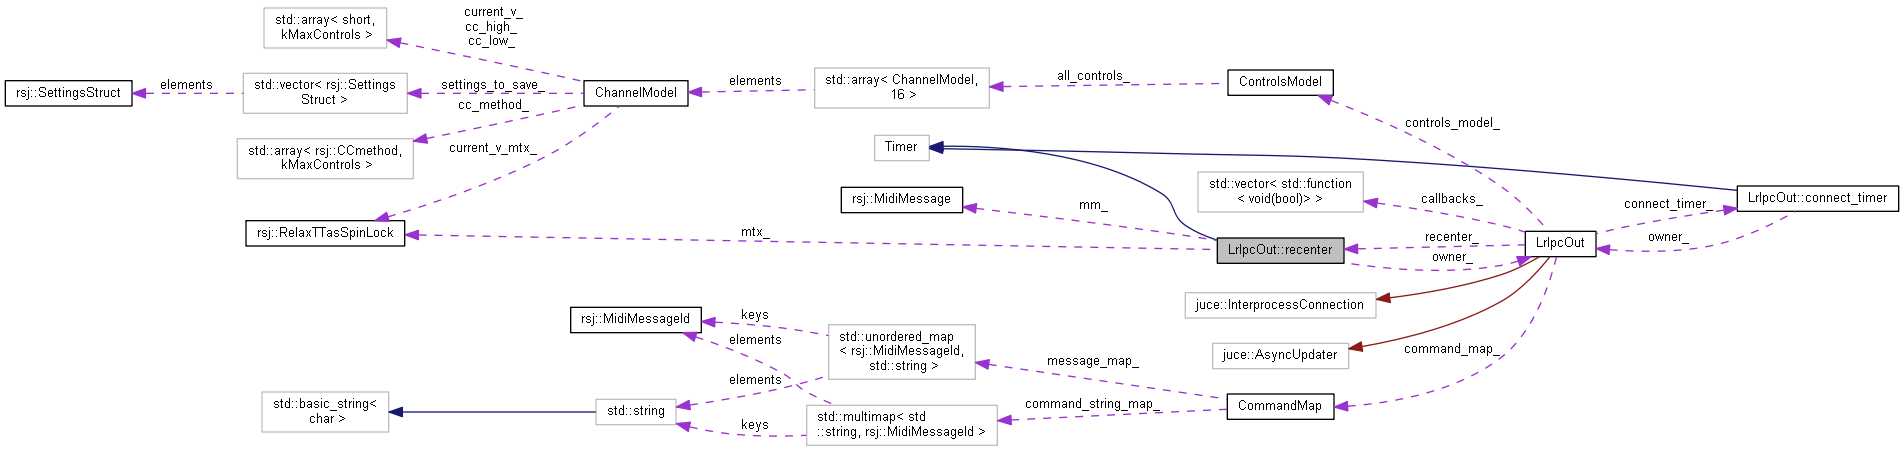 std::array< short,
kMaxControls >
current_v_
cc_high_
cc_low_
rsj::SettingsStruct
elements
std::vector< rsj::Settings
Struct >
settings_to_save_
cc_method_
ChannelModel
elements
std::array< ChannelModel,
16 >
all_controls_
ControlsModel
controls_model_
std::array< rsj::CCmethod,
kMaxControls >
current_v_mtx_
rsj::RelaxTTasSpinLock
Timer
rsj::MidiMessage
mm_
mtx_
std::vector< std::function
< void(bool)> >
callbacks_
connect_timer_
LrIpcOut::connect_timer
LrIpcOut::recenter
recenter_
owner_
LrIpcOut
owner_
juce::InterprocessConnection
juce::AsyncUpdater
command_map_
rsj::MidiMessageId
keys
elements
std::unordered_map
< rsj::MidiMessageId,
std::string >
message_map_
elements
std::basic_string<
char >
std::string
keys
std::multimap< std
::string, rsj::MidiMessageId >
command_string_map_
CommandMap